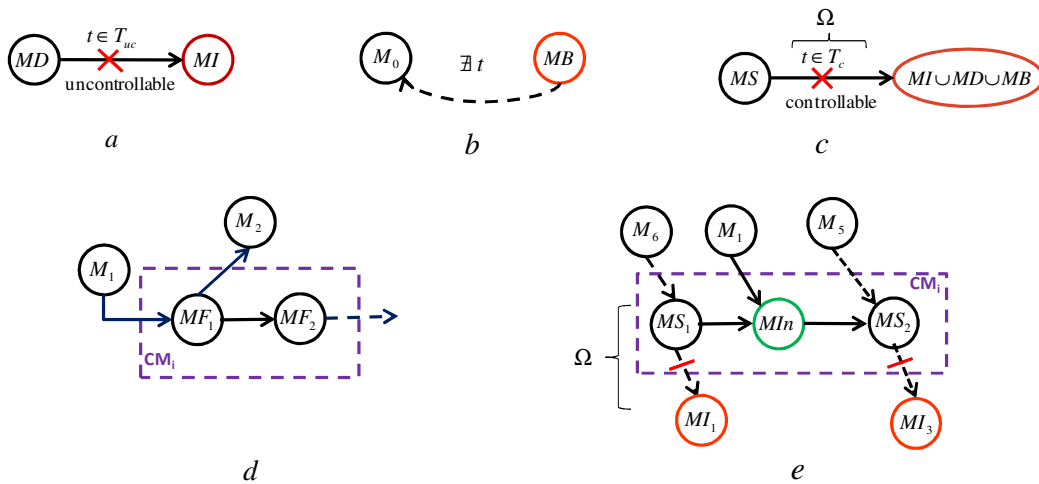 t ∈ T_uc
MD
MI
uncontrollable
a
M_0
∄ t
MB
b
Ω
t ∈ T_c
MS
MI ∪ MD ∪ MB
controllable
c
M_2
M_1
MF_1
MF_2
CM_i
d
M_6
M_1
M_5
CM_i
MS_1
MIn
MS_2
Ω
MI_1
MI_3
e